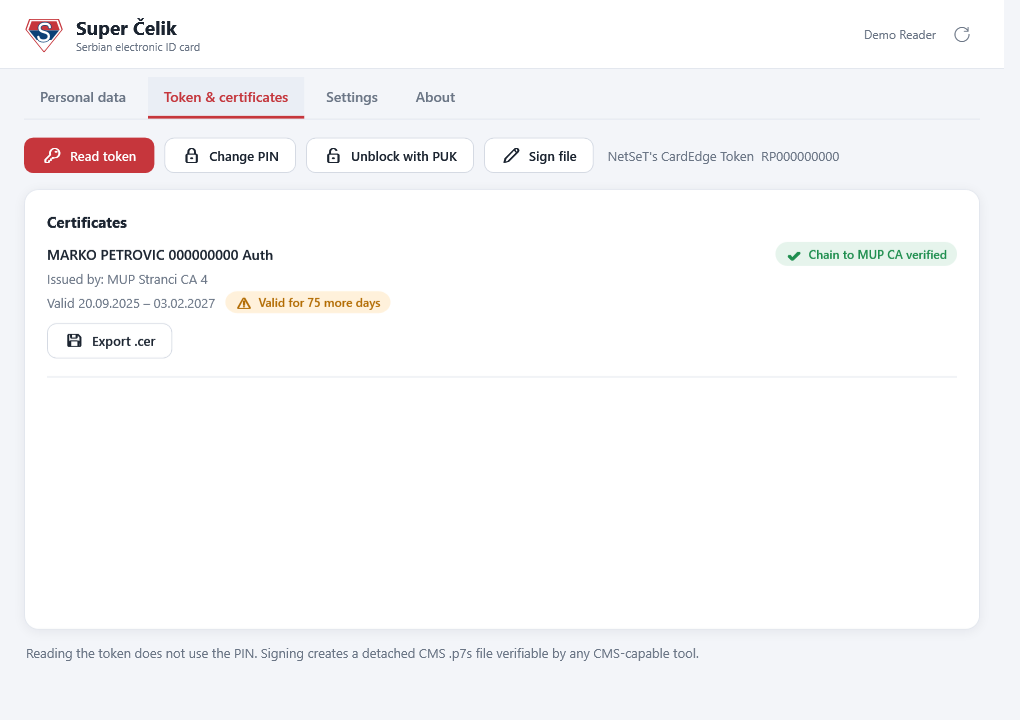 Super Čelik
Serbian electronic ID card
Demo Reader
Personal data
Token & certificates
Settings
About
Read token
Change PIN
Unblock with PUK
Sign file
NetSeT's CardEdge Token RP000000000
Certificates
MARKO PETROVIC 000000000 Auth
Chain to MUP CA verified
Issued by: MUP Stranci CA 4
Valid 20.09.2025 – 03.02.2027
Valid for 75 more days
Export .cer
Reading the token does not use the PIN. Signing creates a detached CMS .p7s file verifiable by any CMS-capable tool.